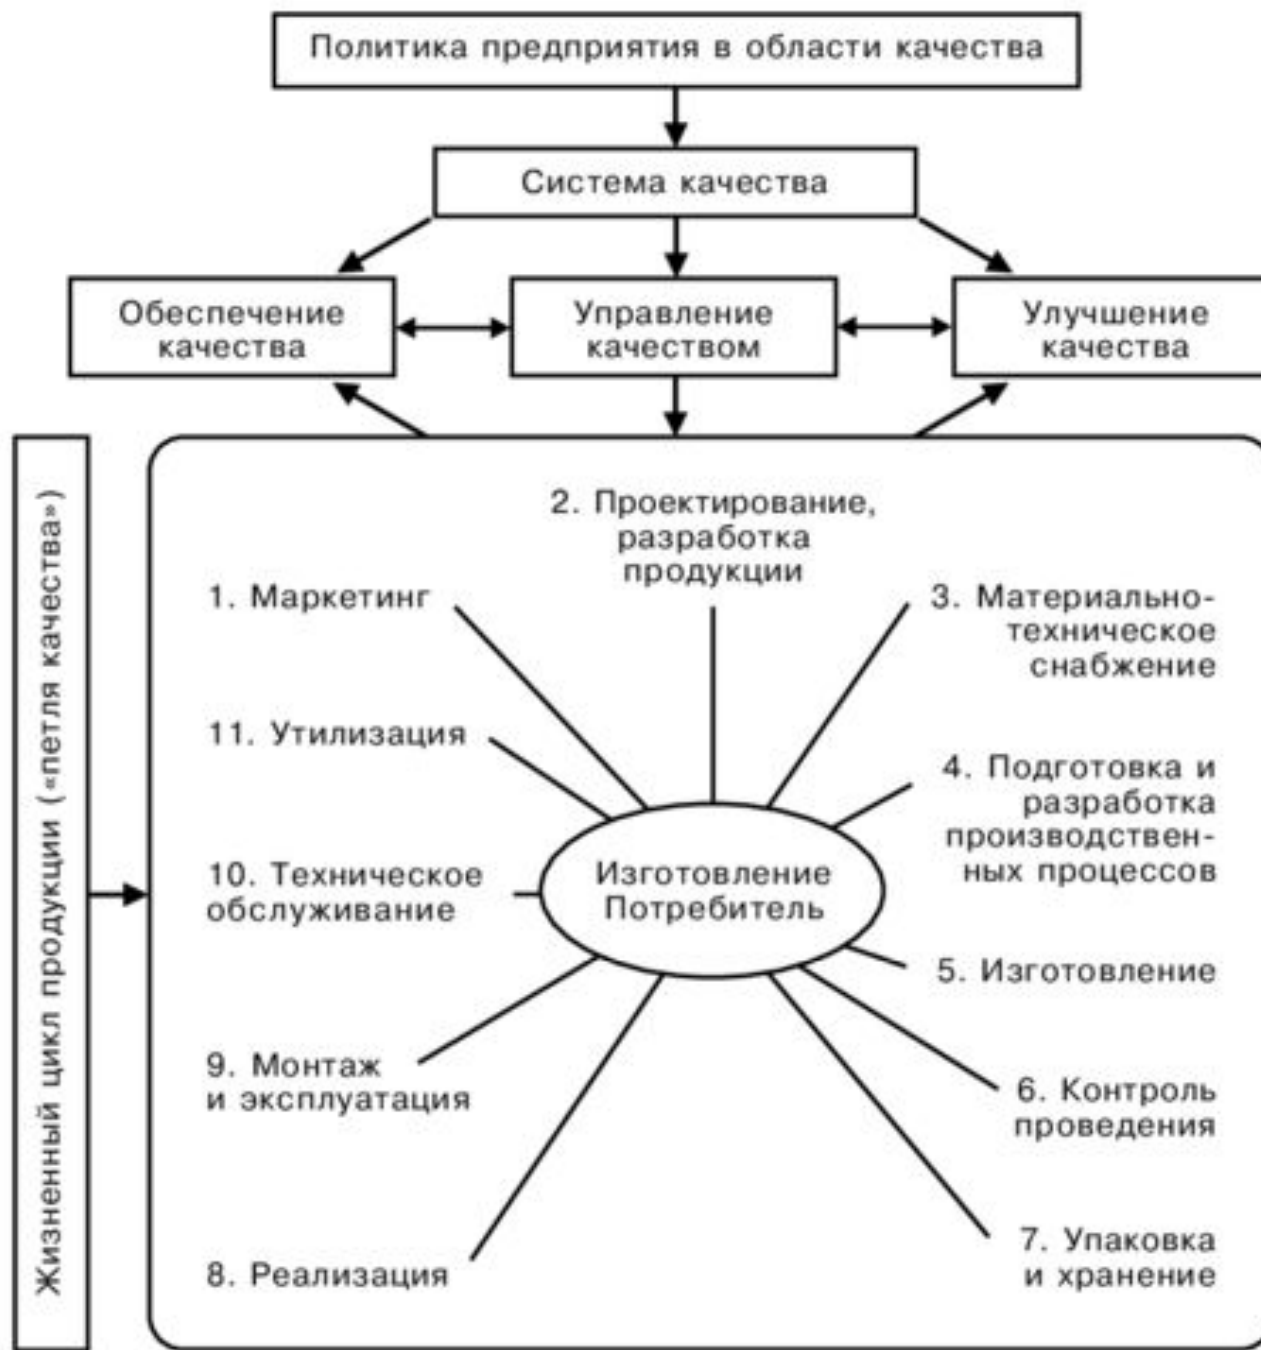 Политика предприятия в области качества
Система качества
Обеспечение
качества
Управление
качеством
Улучшение
качества
Жизненный цикл продукции («петля качества»)
2. Проектирование,
разработка
продукции
1. Маркетинг
3. Материально-
техническое
снабжение
11. Утилизация
4. Подготовка и
разработка
производствен-
ных процессов
10. Техническое
обслуживание
Изготовление
Потребитель
5. Изготовление
9. Монтаж
и эксплуатация
6. Контроль
проведения
8. Реализация
7. Упаковка
и хранение